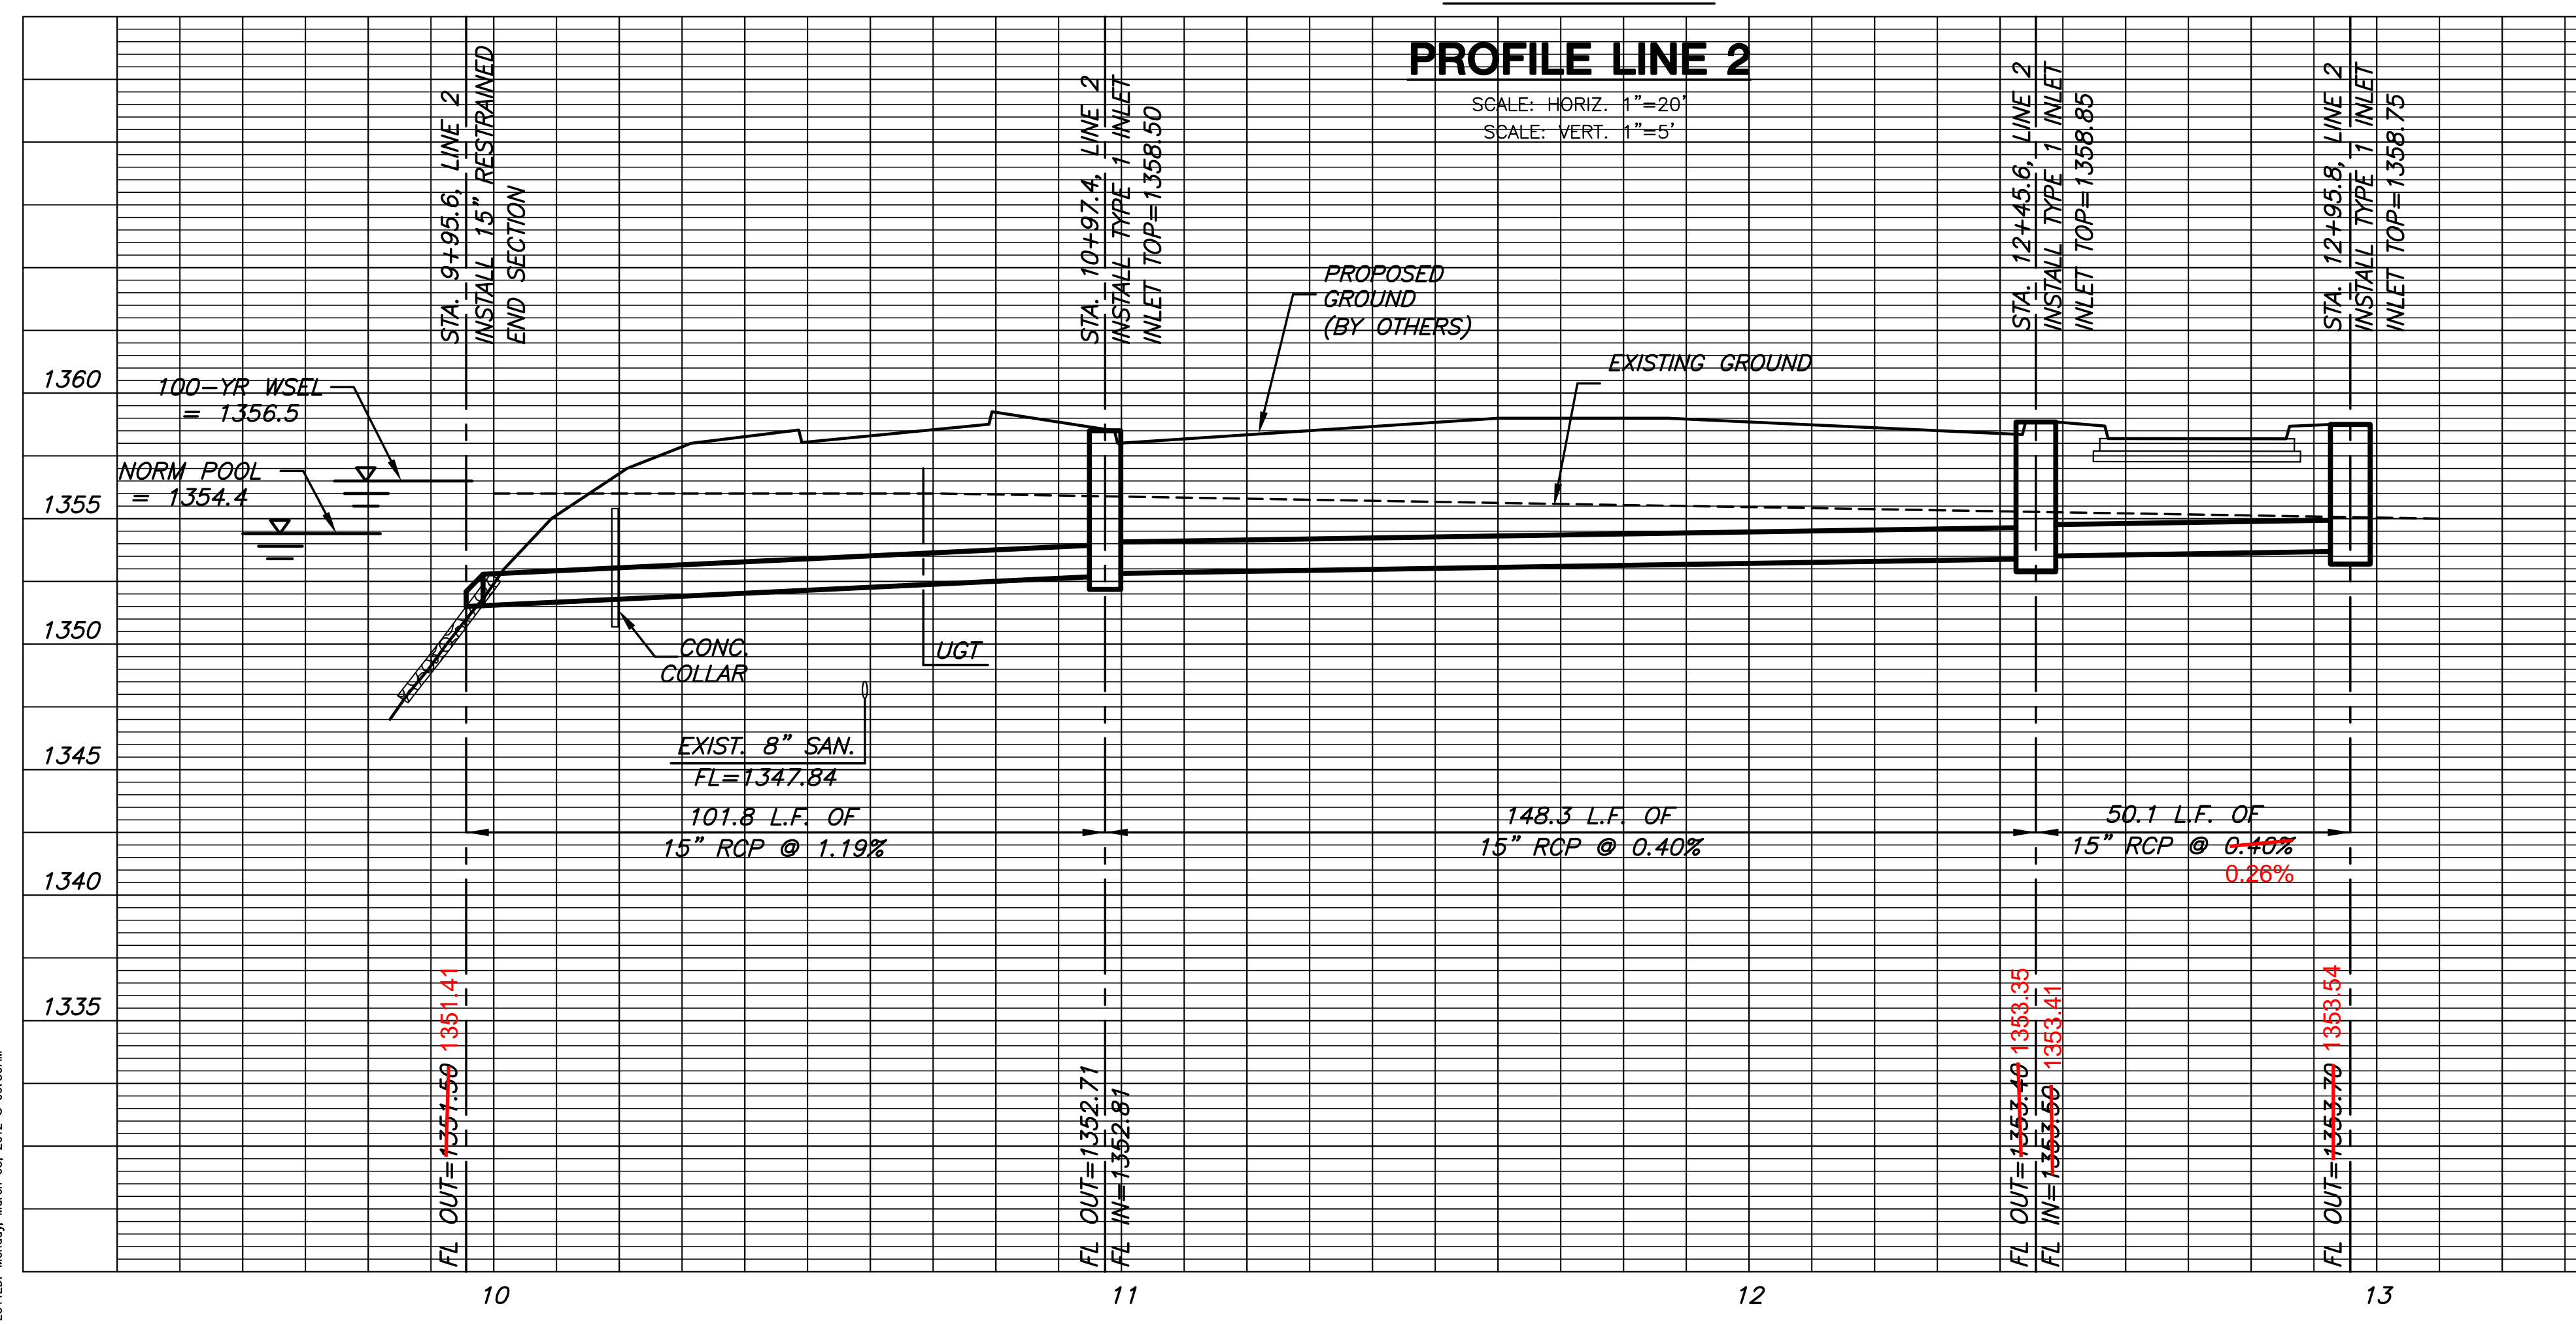 PROFILE LINE 2
SCALE: HORIZ. 1"=20'
SCALE: VERT. 1"=5'
STA. 9+95.6, LINE 2
INSTALL 15" RESTRAINED
END SECTION
STA. 10+97.4, LINE 2
INSTALL TYPE 1 INLET
INLET TOP=1358.50
STA. 12+45.6, LINE 2
INSTALL TYPE 1 INLET
INLET TOP=1358.85
STA. 12+95.8, LINE 2
INSTALL TYPE 1 INLET
INLET TOP=1358.75
PROPOSED
GROUND
(BY OTHERS)
EXISTING GROUND
1360
100-YR WSEL
= 1356.5
NORM POOL
= 1354.4
1355
1350
CONC.
COLLAR
UGT
1345
EXIST. 8" SAN.
FL=1347.84
101.8 L.F. OF
15" RCP @ 1.19%
148.3 L.F. OF
15" RCP @ 0.40%
50.1 L.F. OF
15" RCP @ 0.40%
0.26%
1340
1335
FL OUT=1351.50 1351.41
FL OUT=1352.71
FL IN=1352.81
FL OUT=1353.40 1353.35
FL IN=1353.50 1353.41
FL OUT=1353.70 1353.54
10
11
12
13